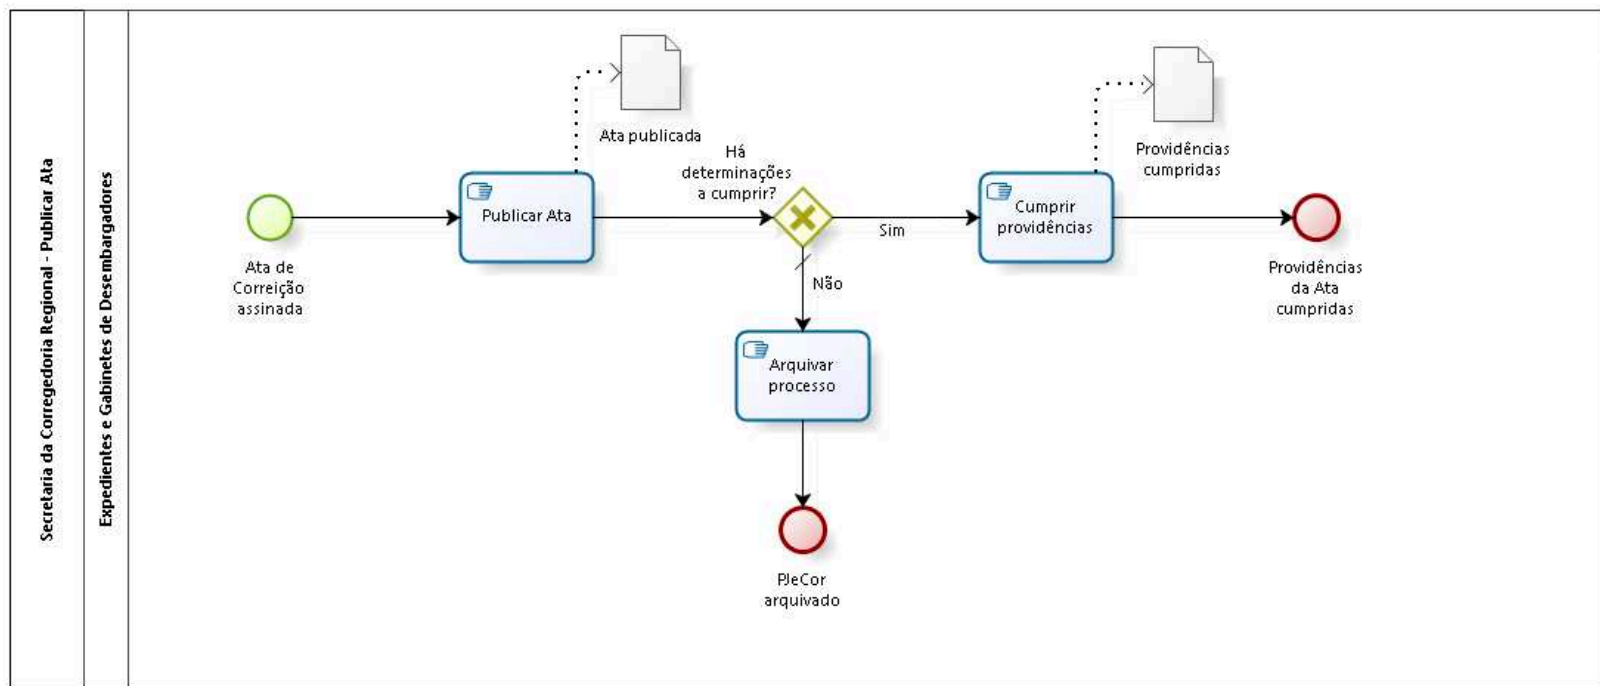 Secretaria da Corregedoria Regional - Publicar Ata
Expedientes e Gabinetes de Desembargadores
Ata de
Correição
assinada
Publicar Ata
Ata publicada
Há
determinações
a cumprir?
Sim
Não
Cumprir
providências
Providências
cumpridas
Providências
da Ata
cumpridas
Arquivar
processo
PJeCor
arquivado